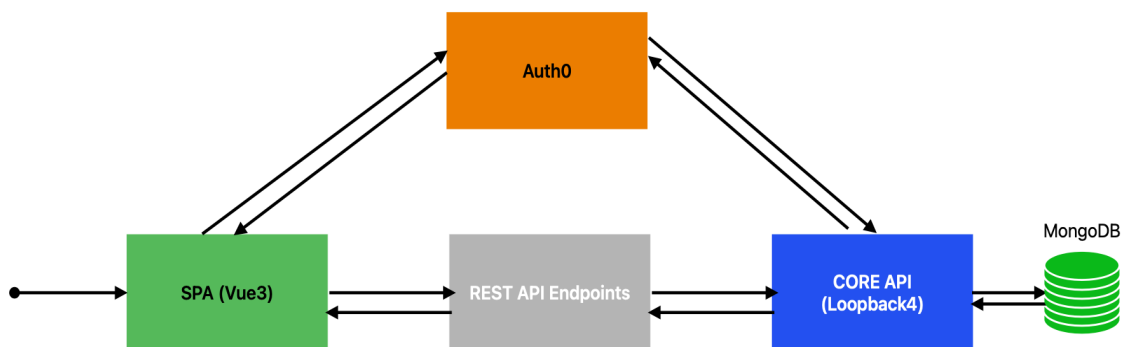 Auth0
MongoDB
SPA (Vue3)
REST API Endpoints
CORE API
(Loopback4)